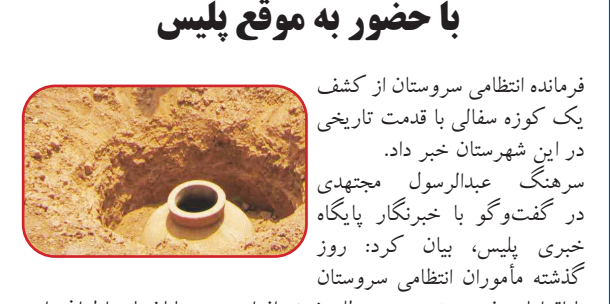 با حضور به موقع پلیس
فرمانده انتظامی سروستان از کشف
یک کوزه سفالی با قدمت تاریخی
در این شهرستان خبر داد.
سرهنگ عبدالرسول مجتهدی
در گفت‌وگو با خبرنگار پایگاه
خبری پلیس، بیان کرد: روز
گذشته مأموران انتظامی سروستان